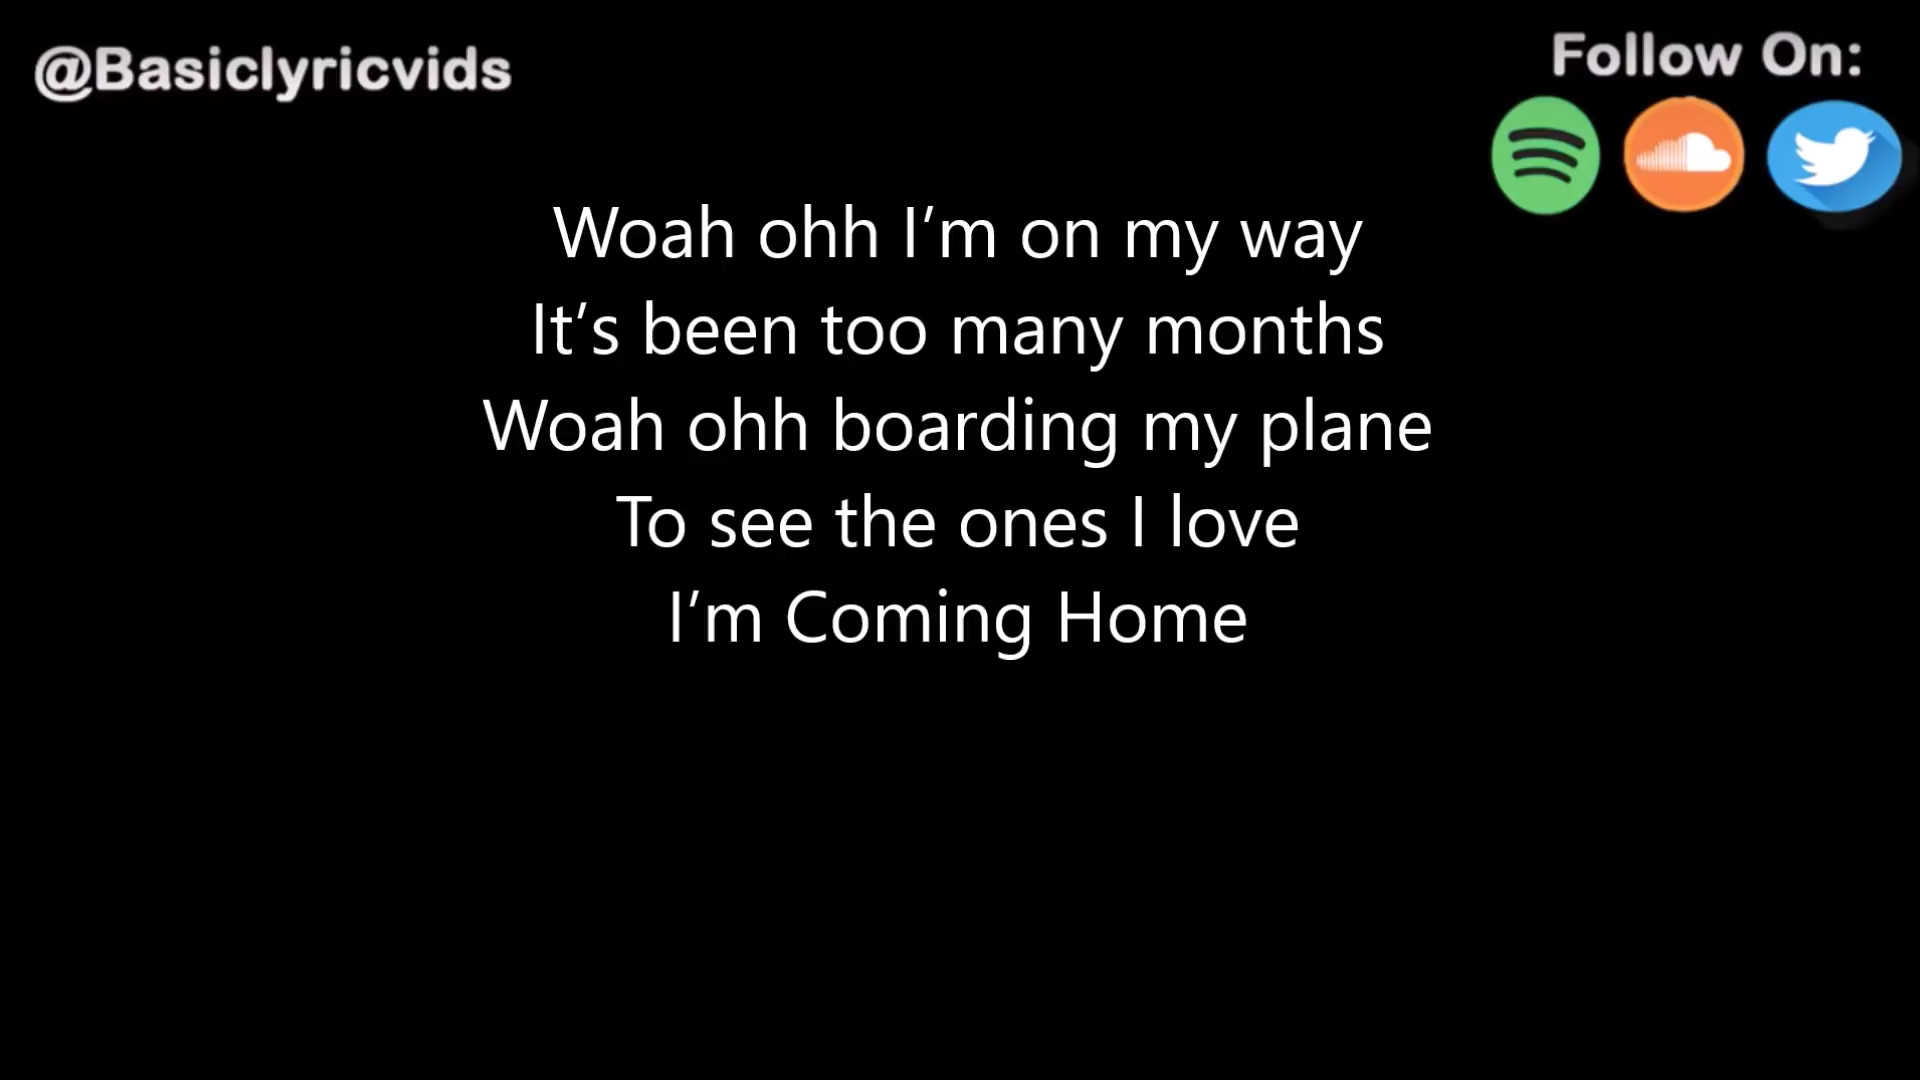 @Basiclyricvids
Follow On:
Woah ohh I’m on my way
It’s been too many months
Woah ohh boarding my plane
To see the ones I love
I’m Coming Home